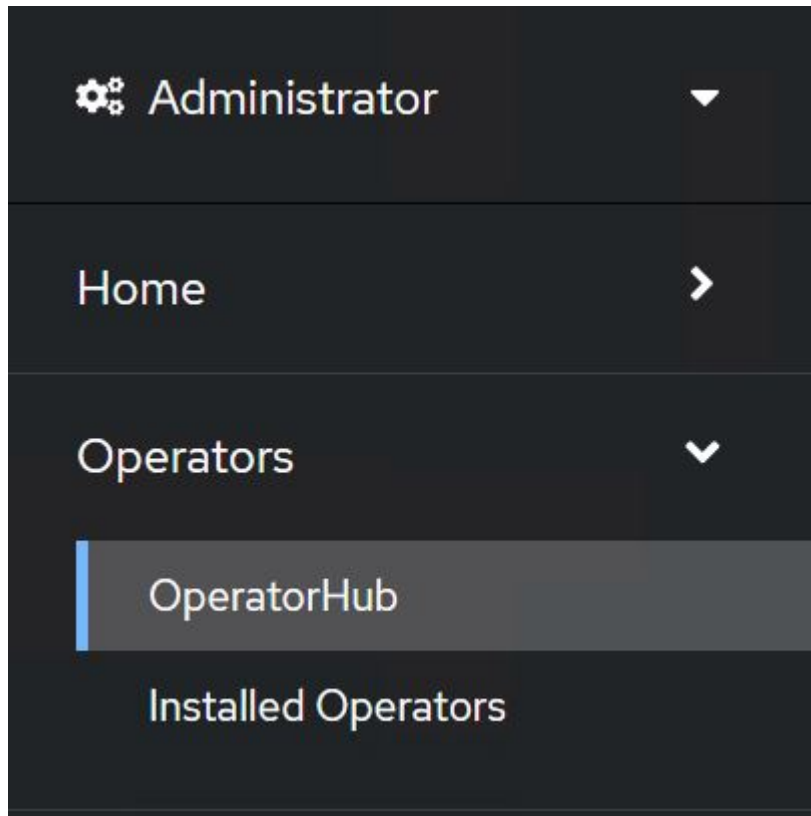 Administrator
Home
Operators
OperatorHub
Installed Operators